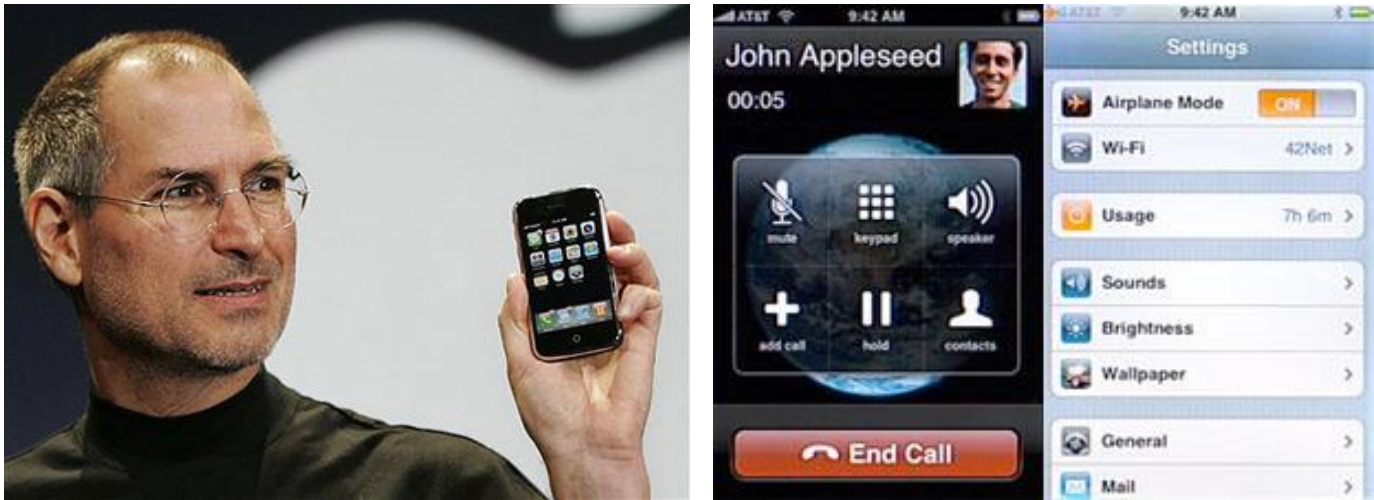 AT&T 9:42 AM
John Appleseed
00:05
mute keypad speaker
add call hold contacts
End Call
AT&T 9:42 AM
Settings
Airplane Mode ON
Wi-Fi 42Net
Usage 7h 6m
Sounds
Brightness
Wallpaper
General
Mail